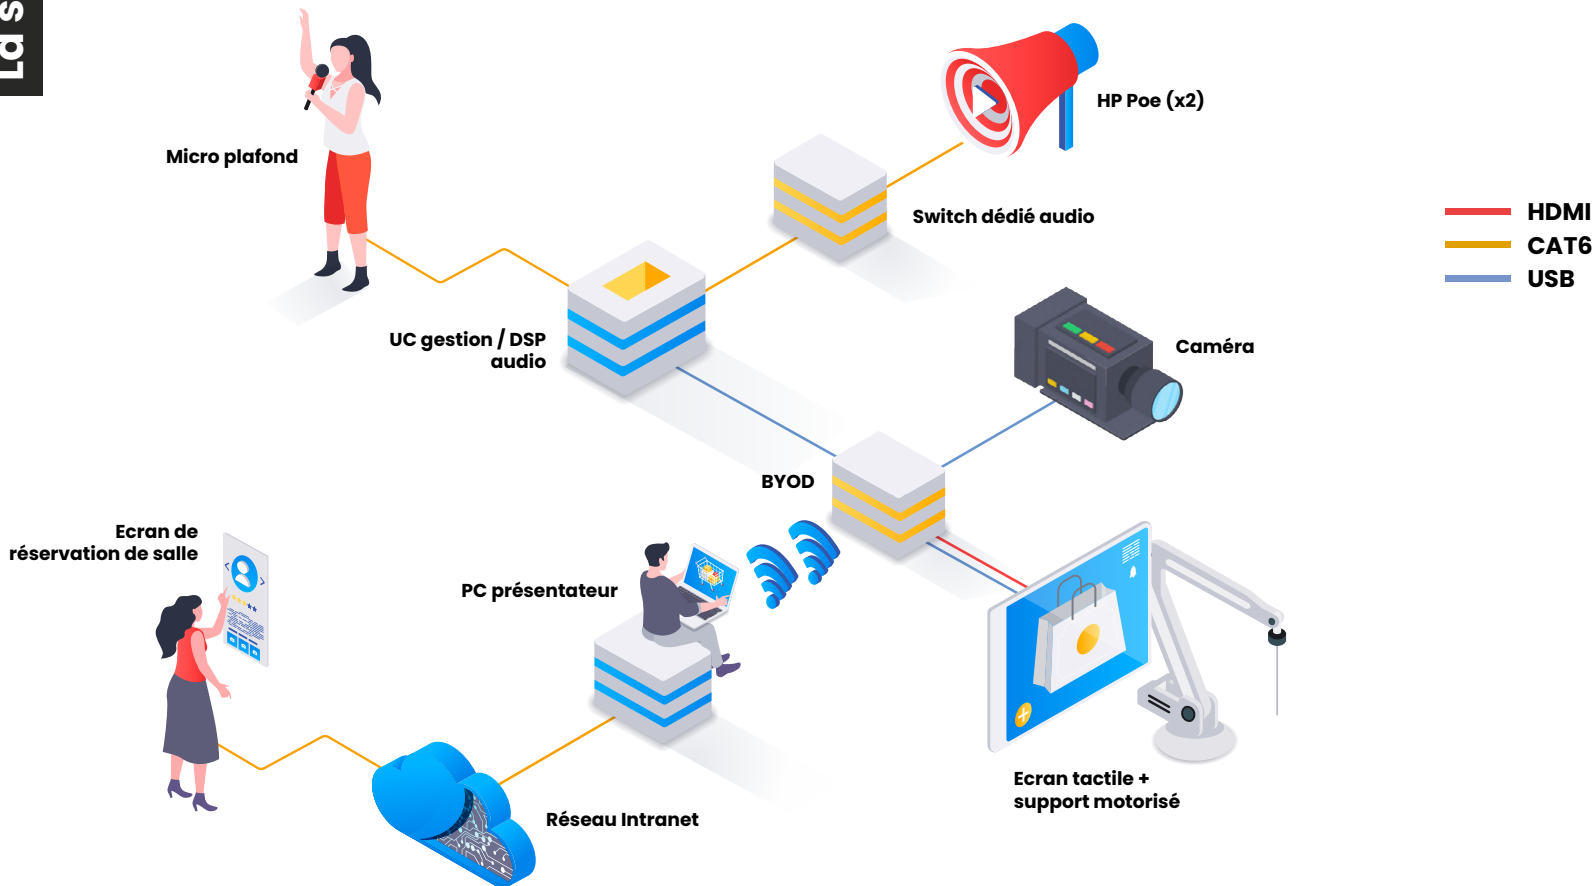 La s
Micro plafond
HP Poe (x2)
Switch dédié audio
HDMI
CAT6
USB
UC gestion / DSP
audio
Caméra
BYOD
Ecran de
réservation de salle
PC présentateur
Ecran tactile +
support motorisé
Réseau Intranet